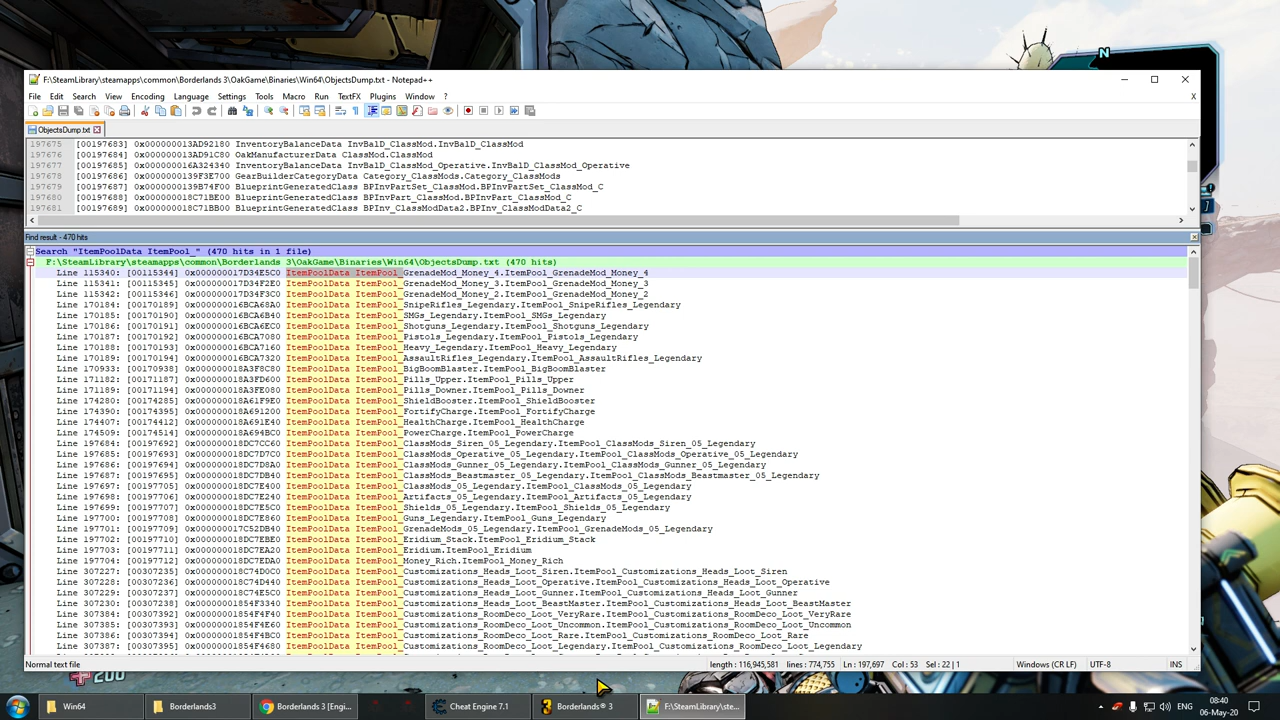 N
F:\SteamLibrary\steamapps\common\Borderlands 3\OakGame\Binaries\Win64\ObjectsDump.txt - Notepad++
File Edit Search View Encoding Language Settings Tools Macro Run TextFX Plugins Window ? X
ObjectsDump.txt
197675 [00197683] 0x000000013AD92180 InventoryBalanceData InvBalD_ClassMod.InvBalD_ClassMod
197676 [00197684] 0x000000013AD91C80 OakManufacturerData ClassMod.ClassMod
197677 [00197685] 0x000000016A324340 InventoryBalanceData InvBalD_ClassMod_Operative.InvBalD_ClassMod_Operative
197678 [00197686] 0x0000000139F3E700 GearBuilderCategoryData Category_ClassMods.Category_ClassMods
197679 [00197687] 0x0000000139B74F00 BlueprintGeneratedClass BPInvPartSet_ClassMod.BPInvPartSet_ClassMod_C
197680 [00197688] 0x000000018C71BE00 BlueprintGeneratedClass BPInvPart_ClassMod.BPInvPart_ClassMod_C
197681 [00197689] 0x000000018C71BB00 BlueprintGeneratedClass BPInv_ClassModData2.BPInv_ClassModData2_C
Find result - 470 hits
Search "ItemPoolData ItemPool_" (470 hits in 1 file)
F:\SteamLibrary\steamapps\common\Borderlands 3\OakGame\Binaries\Win64\ObjectsDump.txt (470 hits)
Line 115340: [00115344] 0x000000017D34E5C0 ItemPoolData ItemPool_GrenadeMod_Money_4.ItemPool_GrenadeMod_Money_4
Line 115341: [00115345] 0x000000017D34F2E0 ItemPoolData ItemPool_GrenadeMod_Money_3.ItemPool_GrenadeMod_Money_3
Line 115342: [00115346] 0x000000017D34F3C0 ItemPoolData ItemPool_GrenadeMod_Money_2.ItemPool_GrenadeMod_Money_2
Line 170184: [00170189] 0x000000016BCA68A0 ItemPoolData ItemPool_SnipeRifles_Legendary.ItemPool_SnipeRifles_Legendary
Line 170185: [00170190] 0x000000016BCA6B40 ItemPoolData ItemPool_SMGs_Legendary.ItemPool_SMGs_Legendary
Line 170186: [00170191] 0x000000016BCA6EC0 ItemPoolData ItemPool_Shotguns_Legendary.ItemPool_Shotguns_Legendary
Line 170187: [00170192] 0x000000016BCA7080 ItemPoolData ItemPool_Pistols_Legendary.ItemPool_Pistols_Legendary
Line 170188: [00170193] 0x000000016BCA7160 ItemPoolData ItemPool_Heavy_Legendary.ItemPool_Heavy_Legendary
Line 170189: [00170194] 0x000000016BCA7320 ItemPoolData ItemPool_AssaultRifles_Legendary.ItemPool_AssaultRifles_Legendary
Line 170933: [00170938] 0x000000018A3F8C80 ItemPoolData ItemPool_BigBoomBlaster.ItemPool_BigBoomBlaster
Line 171182: [00171187] 0x000000018A3FD600 ItemPoolData ItemPool_Pills_Upper.ItemPool_Pills_Upper
Line 171189: [00171194] 0x000000018A3FE080 ItemPoolData ItemPool_Pills_Downer.ItemPool_Pills_Downer
Line 174280: [00174285] 0x000000018A61F9E0 ItemPoolData ItemPool_ShieldBooster.ItemPool_ShieldBooster
Line 174390: [00174395] 0x000000018A691200 ItemPoolData ItemPool_FortifyCharge.ItemPool_FortifyCharge
Line 174407: [00174412] 0x000000018A691E40 ItemPoolData ItemPool_HealthCharge.ItemPool_HealthCharge
Line 174509: [00174514] 0x000000018A694BC0 ItemPoolData ItemPool_PowerCharge.ItemPool_PowerCharge
Line 197684: [00197692] 0x000000018DC7CC60 ItemPoolData ItemPool_ClassMods_Siren_05_Legendary.ItemPool_ClassMods_Siren_05_Legendary
Line 197685: [00197693] 0x000000018DC7D7C0 ItemPoolData ItemPool_ClassMods_Operative_05_Legendary.ItemPool_ClassMods_Operative_05_Legendary
Line 197686: [00197694] 0x000000018DC7D8A0 ItemPoolData ItemPool_ClassMods_Gunner_05_Legendary.ItemPool_ClassMods_Gunner_05_Legendary
Line 197687: [00197695] 0x000000018DC7DB40 ItemPoolData ItemPool_ClassMods_Beastmaster_05_Legendary.ItemPool_ClassMods_Beastmaster_05_Legendary
Line 197697: [00197705] 0x000000018DC7E400 ItemPoolData ItemPool_ClassMods_05_Legendary.ItemPool_ClassMods_05_Legendary
Line 197698: [00197706] 0x000000018DC7E240 ItemPoolData ItemPool_Artifacts_05_Legendary.ItemPool_Artifacts_05_Legendary
Line 197699: [00197707] 0x000000018DC7E5C0 ItemPoolData ItemPool_Shields_05_Legendary.ItemPool_Shields_05_Legendary
Line 197700: [00197708] 0x000000018DC7E860 ItemPoolData ItemPool_Guns_Legendary.ItemPool_Guns_Legendary
Line 197701: [00197709] 0x000000017C52DB40 ItemPoolData ItemPool_GrenadeMods_05_Legendary.ItemPool_GrenadeMods_05_Legendary
Line 197702: [00197710] 0x000000018DC7EBE0 ItemPoolData ItemPool_Eridium_Stack.ItemPool_Eridium_Stack
Line 197703: [00197711] 0x000000018DC7EA20 ItemPoolData ItemPool_Eridium.ItemPool_Eridium
Line 197704: [00197712] 0x000000018DC7EDA0 ItemPoolData ItemPool_Money_Rich.ItemPool_Money_Rich
Line 307227: [00307235] 0x000000018C74D0C0 ItemPoolData ItemPool_Customizations_Heads_Loot_Siren.ItemPool_Customizations_Heads_Loot_Siren
Line 307228: [00307236] 0x000000018C74D440 ItemPoolData ItemPool_Customizations_Heads_Loot_Operative.ItemPool_Customizations_Heads_Loot_Operative
Line 307229: [00307237] 0x000000018C74E5C0 ItemPoolData ItemPool_Customizations_Heads_Loot_Gunner.ItemPool_Customizations_Heads_Loot_Gunner
Line 307230: [00307238] 0x00000001854F3340 ItemPoolData ItemPool_Customizations_Heads_Loot_BeastMaster.ItemPool_Customizations_Heads_Loot_BeastMaster
Line 307384: [00307392] 0x00000001854F4F40 ItemPoolData ItemPool_Customizations_RoomDeco_Loot_VeryRare.ItemPool_Customizations_RoomDeco_Loot_VeryRare
Line 307385: [00307393] 0x00000001854F4E60 ItemPoolData ItemPool_Customizations_RoomDeco_Loot_Uncommon.ItemPool_Customizations_RoomDeco_Loot_Uncommon
Line 307386: [00307394] 0x00000001854F4BC0 ItemPoolData ItemPool_Customizations_RoomDeco_Loot_Rare.ItemPool_Customizations_RoomDeco_Loot_Rare
Line 307387: [00307395] 0x00000001854F4680 ItemPoolData ItemPool_Customizations_RoomDeco_Loot_Legendary.ItemPool_Customizations_RoomDeco_Loot_Legendary
Normal text file length : 116,945,581 lines : 774,755 Ln : 197,697 Col : 53 Sel : 22 | 1 Windows (CR LF) UTF-8 INS
200
Win64 Borderlands3 Borderlands 3 [Engi... Cheat Engine 7.1 Borderlands® 3 F:\SteamLibrary\ste... ENG 08:40
06-May-20